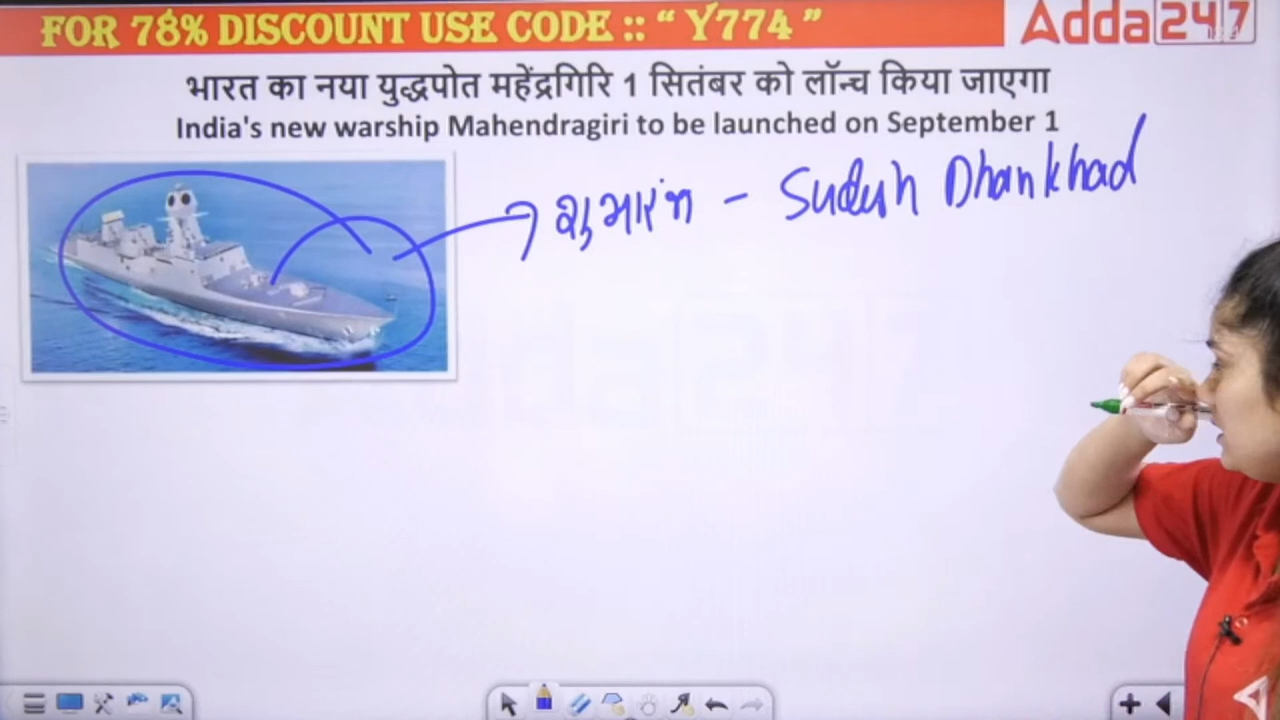 FOR 78% DISCOUNT USE CODE :: “ Y774 ”
Adda247
भारत का नया युद्धपोत महेंद्रगिरि 1 सितंबर को लॉन्च किया जाएगा
India's new warship Mahendragiri to be launched on September 1
- Sudesh Dhankhad